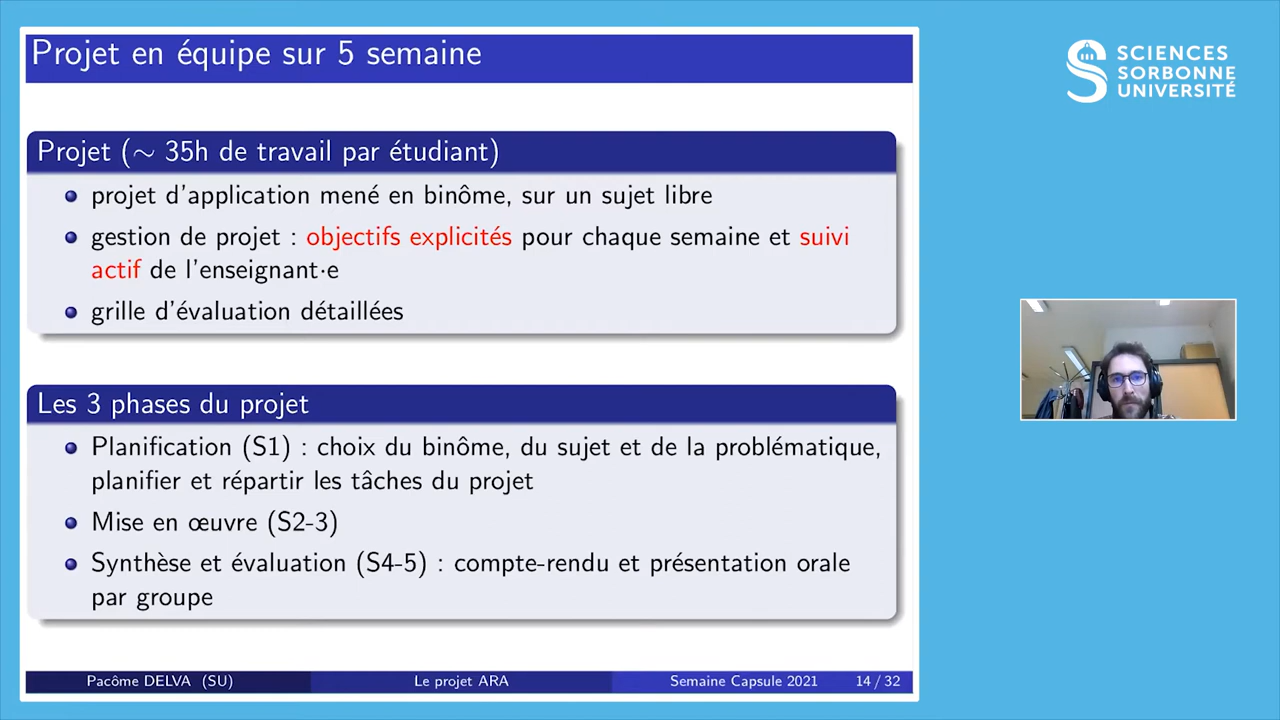 Projet en équipe sur 5 semaine
SCIENCES
SORBONNE
UNIVERSITÉ
Projet (∼ 35h de travail par étudiant)
projet d'application mené en binôme, sur un sujet libre
gestion de projet : objectifs explicités pour chaque semaine et suivi
actif de l'enseignant·e
grille d'évaluation détaillées
Les 3 phases du projet
Planification (S1) : choix du binôme, du sujet et de la problématique,
planifier et répartir les tâches du projet
Mise en œuvre (S2-3)
Synthèse et évaluation (S4-5) : compte-rendu et présentation orale
par groupe
Pacôme DELVA (SU) Le projet ARA Semaine Capsule 2021 14 / 32